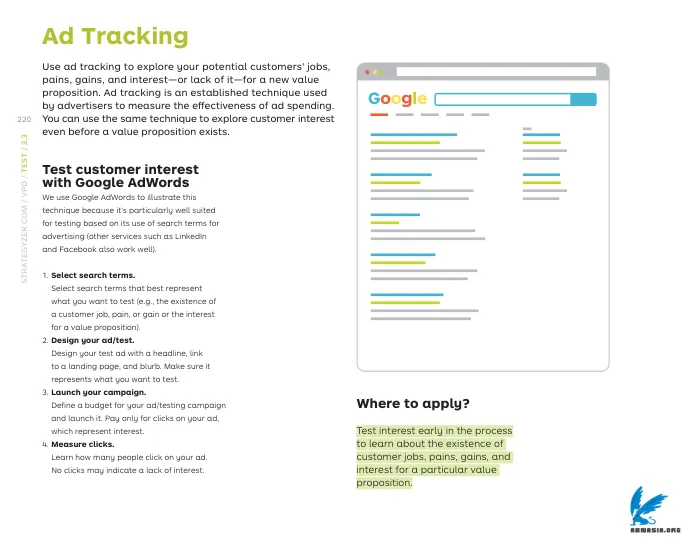 Ad Tracking
Use ad tracking to explore your potential customers' jobs,
pains, gains, and interest—or lack of it—for a new value
proposition. Ad tracking is an established technique used
by advertisers to measure the effectiveness of ad spending.
You can use the same technique to explore customer interest
even before a value proposition exists.
220
STRATEGYZER.COM / VPD / TEST / 3.3
Test customer interest
with Google AdWords
We use Google AdWords to illustrate this
technique because it's particularly well suited
for testing based on its use of search terms for
advertising (other services such as LinkedIn
and Facebook also work well).
1. Select search terms.
Select search terms that best represent
what you want to test (e.g., the existence of
a customer job, pain, or gain or the interest
for a value proposition).
2. Design your ad/test.
Design your test ad with a headline, link
to a landing page, and blurb. Make sure it
represents what you want to test.
3. Launch your campaign.
Define a budget for your ad/testing campaign
and launch it. Pay only for clicks on your ad,
which represent interest.
4. Measure clicks.
Learn how many people click on your ad.
No clicks may indicate a lack of interest.
Google
Where to apply?
Test interest early in the process
to learn about the existence of
customer jobs, pains, gains, and
interest for a particular value
proposition.
ABNASIA.ORG